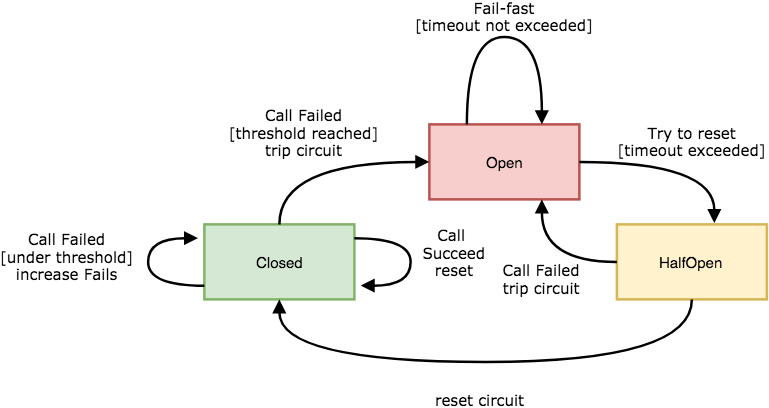 Fail-fast
[timeout not exceeded]
Call Failed
[threshold reached]
trip circuit
Open
Try to reset
[timeout exceeded]
Call Failed
[under threshold]
increase Fails
Closed
Call
Succeed
reset
Call Failed
trip circuit
HalfOpen
reset circuit